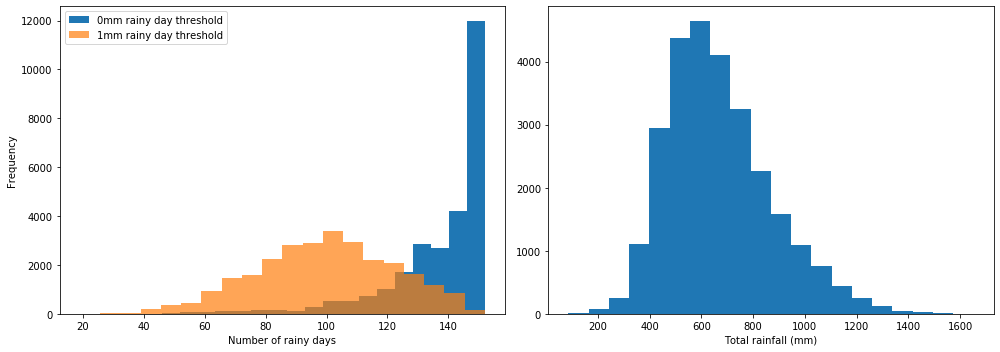 0mm rainy day threshold
1mm rainy day threshold
Frequency
12000
10000
8000
6000
4000
2000
0
20 40 60 80 100 120 140
Number of rainy days
4000
3000
2000
1000
0
200 400 600 800 1000 1200 1400 1600
Total rainfall (mm)